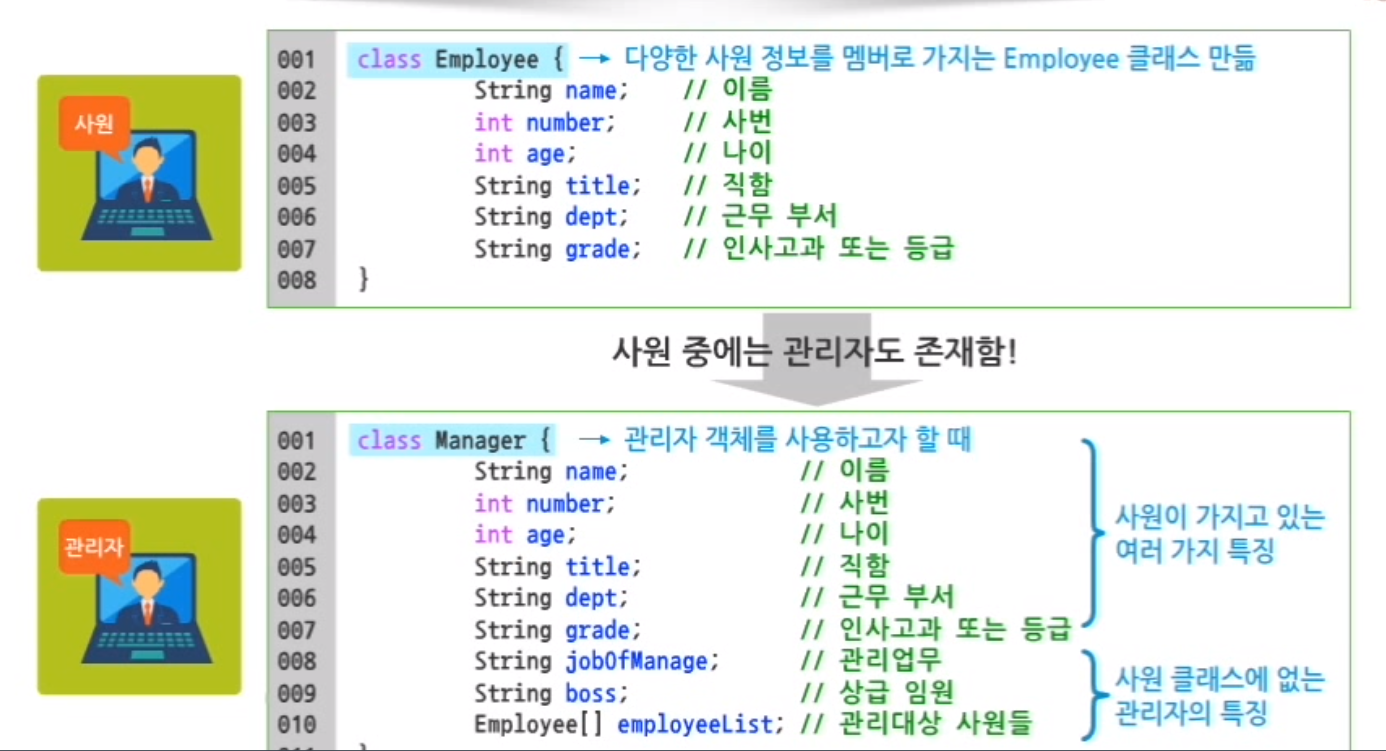 사원
001 class Employee { → 다양한 사원 정보를 멤버로 가지는 Employee 클래스 만듦
002 String name; // 이름
003 int number; // 사번
004 int age; // 나이
005 String title; // 직함
006 String dept; // 근무 부서
007 String grade; // 인사고과 또는 등급
008 }
사원 중에는 관리자도 존재함!
관리자
001 class Manager { → 관리자 객체를 사용하고자 할 때
002 String name; // 이름
003 int number; // 사번
004 int age; // 나이
005 String title; // 직함
006 String dept; // 근무 부서
007 String grade; // 인사고과 또는 등급
사원이 가지고 있는
여러 가지 특징
008 String jobOfManage; // 관리업무
009 String boss; // 상급 임원
010 Employee[] employeeList; // 관리대상 사원들
사원 클래스에 없는
관리자의 특징